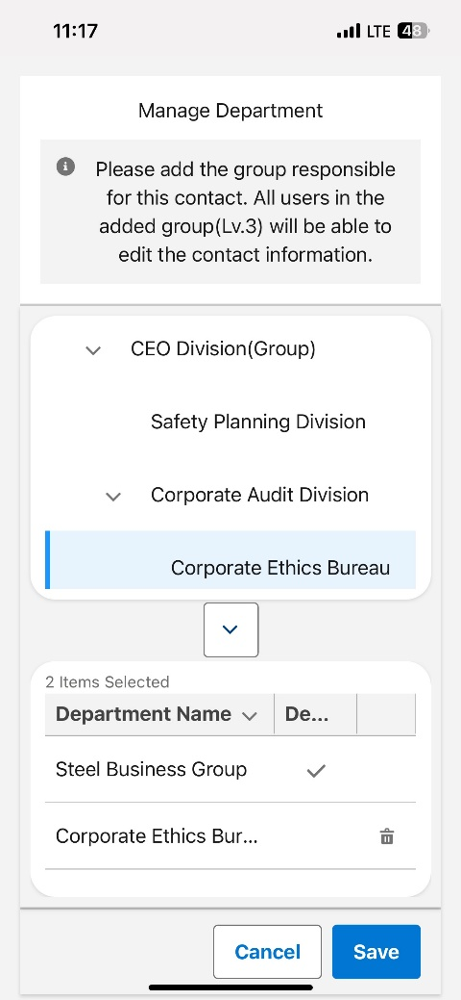 11:17
LTE 48
Manage Department
Please add the group responsible
for this contact. All users in the
added group(Lv.3) will be able to
edit the contact information.
CEO Division(Group)
Safety Planning Division
Corporate Audit Division
Corporate Ethics Bureau
2 Items Selected
Department Name De...
Steel Business Group
Corporate Ethics Bur...
Cancel Save